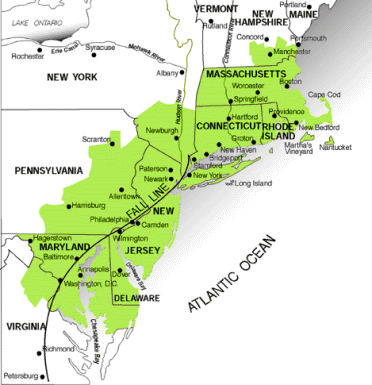 LAKE ONTARIO
VERMONT
NEW
HAMPSHIRE
MAINE
Portland
Rutland
Concord
Portsmouth
Erie Canal
Mohawk River
Connecticut River
Rochester
Syracuse
Manchester
NEW YORK
Albany
MASSACHUSETTS
Boston
Worcester
Springfield
Cape Cod
Hudson River
Hartford
Providence
CONNECTICUT
RHODE
ISLAND
New Bedford
Groton
Martha's
Vineyard
Nantucket
Newburgh
New Haven
Bridgeport
Stamford
Scranton
PENNSYLVANIA
Paterson
Newark
New York
Long Island
Allentown
FALL LINE
Harrisburg
NEW
JERSEY
Philadelphia
Camden
Hagerstown
Wilmington
MARYLAND
Baltimore
Annapolis
Dover
Delaware Bay
Washington, D.C.
DELAWARE
ATLANTIC OCEAN
VIRGINIA
Chesapeake Bay
Richmond
Petersburg